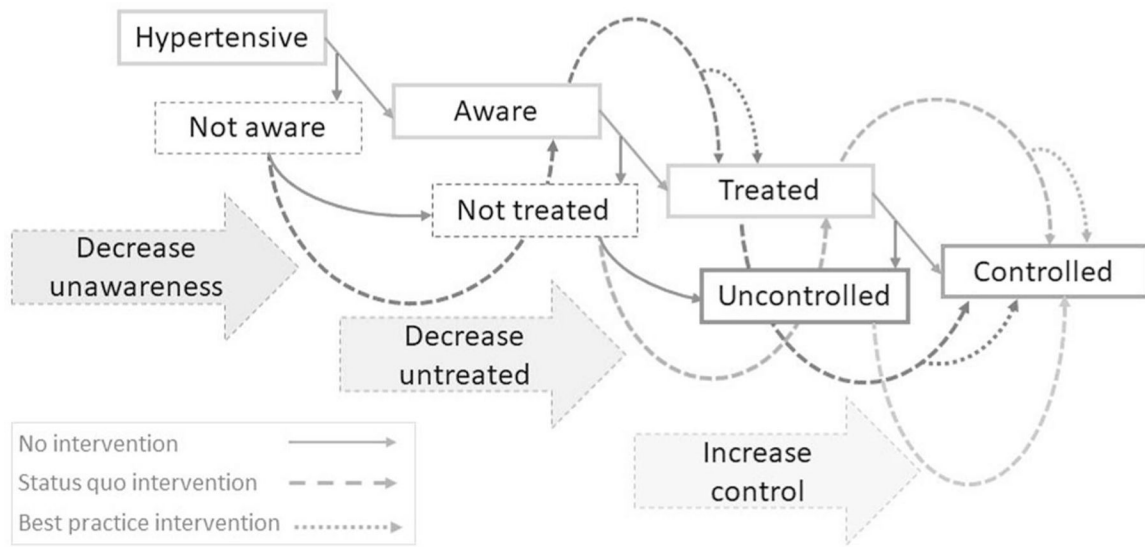 Hypertensive
Not aware
Aware
Not treated
Treated
Uncontrolled
Controlled
Decrease
unawareness
Decrease
untreated
Increase
control
No intervention
Status quo intervention
Best practice intervention